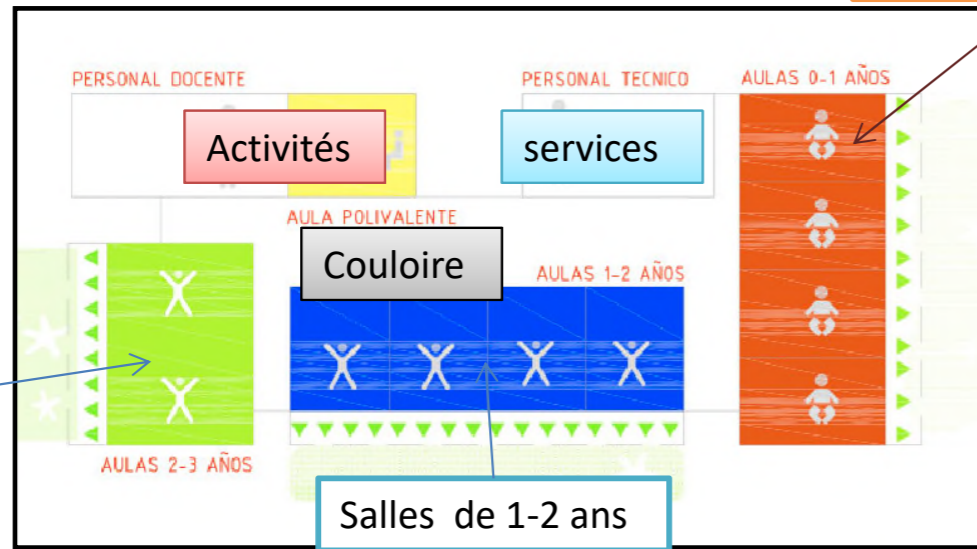 PERSONAL DOCENTE
PERSONAL TECNICO
AULAS 0-1 AÑOS
Activités
services
AULA POLIVALENTE
Couloire
AULAS 1-2 AÑOS
AULAS 2-3 AÑOS
Salles de 1-2 ans